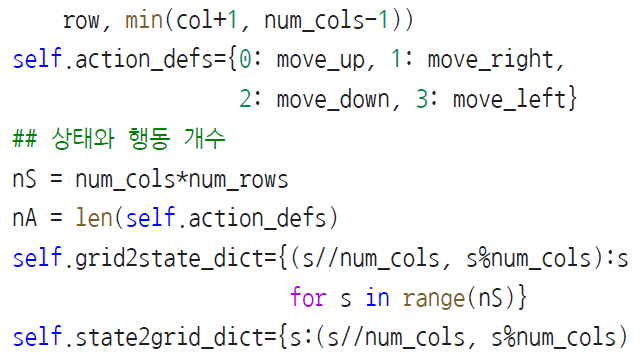 row, min(col+1, num_cols-1))
self.action_defs={0: move_up, 1: move_right,
2: move_down, 3: move_left}
## 상태와 행동 개수
nS = num_cols*num_rows
nA = len(self.action_defs)
self.grid2state_dict={(s//num_cols, s%num_cols):s
for s in range(nS)}
self.state2grid_dict={s:(s//num_cols, s%num_cols)